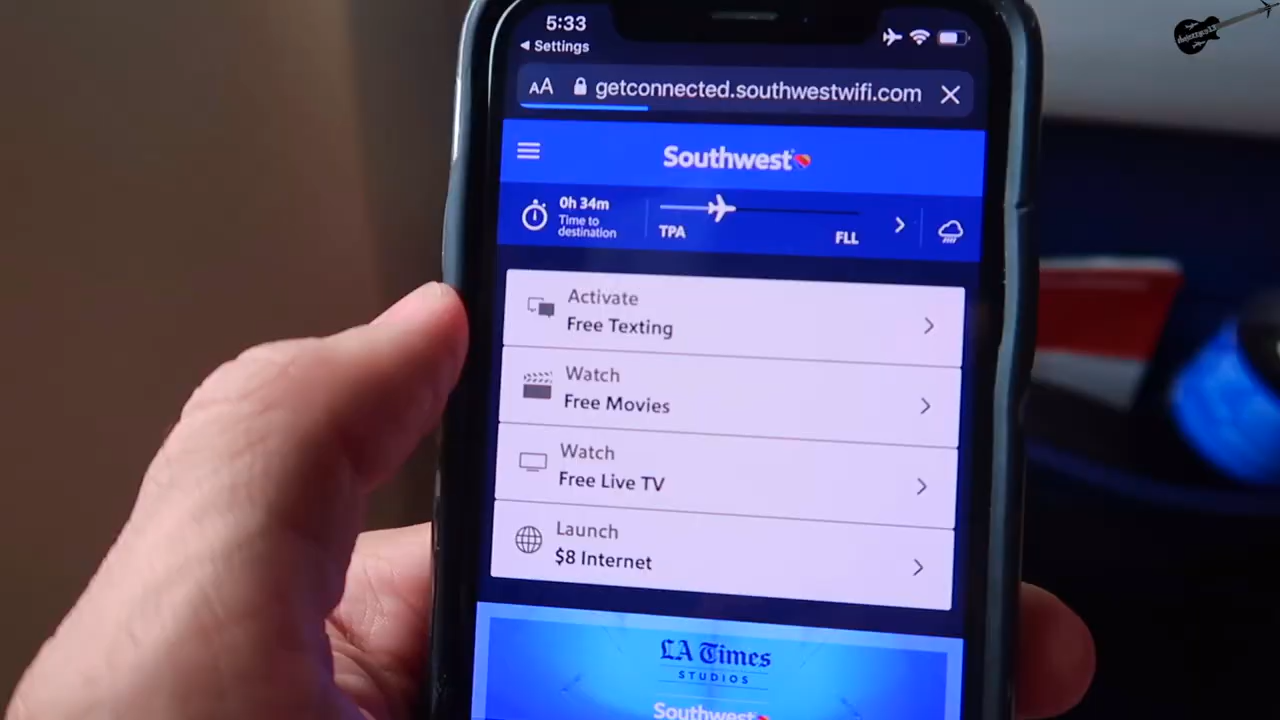 5:33
◀ Settings
AA getconnected.southwestwifi.com
Southwest
0h 34m
Time to
destination
TPA
FLL
Activate
Free Texting
Watch
Free Movies
Watch
Free Live TV
Launch
$8 Internet
LA Times
STUDIOS
Southwest